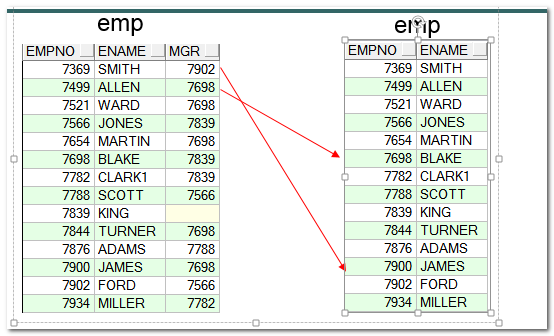 emp
EMPNO ENAME MGR
7369 SMITH 7902
7499 ALLEN 7698
7521 WARD 7698
7566 JONES 7839
7654 MARTIN 7698
7698 BLAKE 7839
7782 CLARK1 7839
7788 SCOTT 7566
7839 KING
7844 TURNER 7698
7876 ADAMS 7788
7900 JAMES 7698
7902 FORD 7566
7934 MILLER 7782
emp
EMPNO ENAME
7369 SMITH
7499 ALLEN
7521 WARD
7566 JONES
7654 MARTIN
7698 BLAKE
7782 CLARK1
7788 SCOTT
7839 KING
7844 TURNER
7876 ADAMS
7900 JAMES
7902 FORD
7934 MILLER